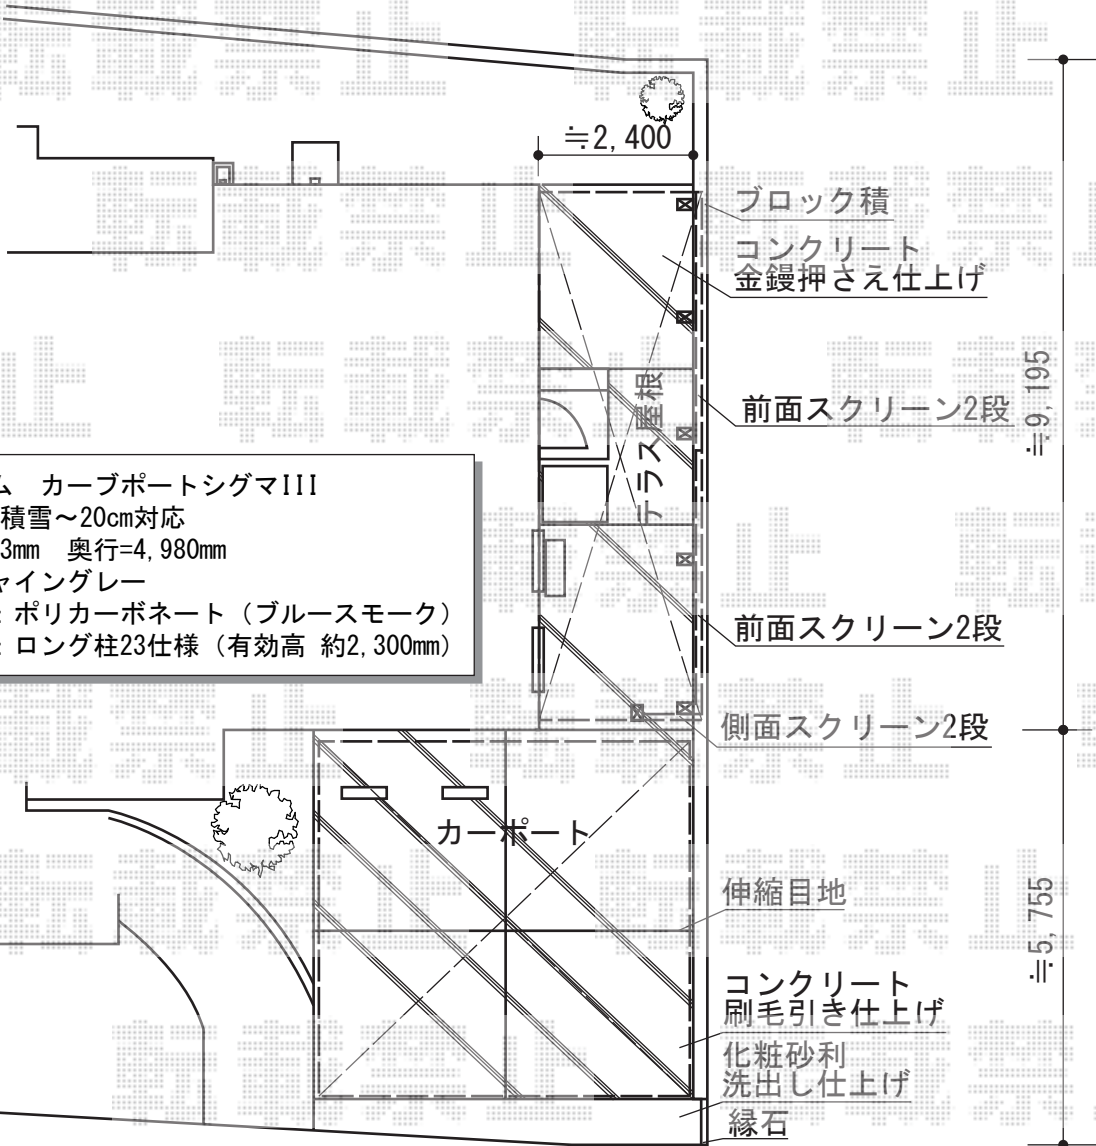 ≒2,400
ブロック積
コンクリート
金鏝押さえ仕上げ
≒9,195
テラス屋根
前面スクリーン2段
ム カーブポートシグマIII
積雪～20cm対応
3mm 奥行=4,980mm
ャイングレー
：ポリカーボネート（ブルースモーク）
：ロング柱23仕様（有効高 約2,300mm）
前面スクリーン2段
側面スクリーン2段
カーポート
伸縮目地
≒5,755
コンクリート
刷毛引き仕上げ
化粧砂利
洗出し仕上げ
縁石
転載禁止